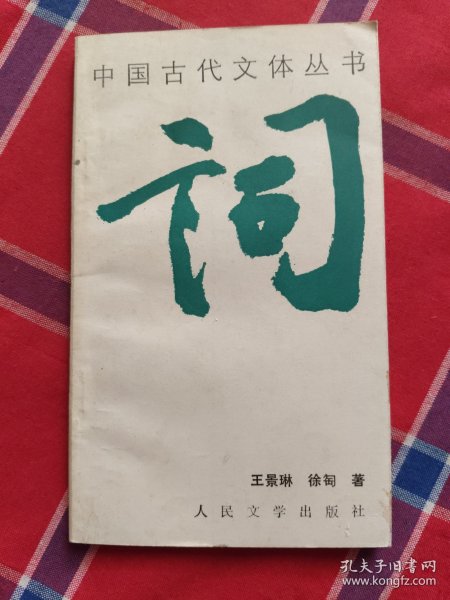 中国古代文体丛书
词
王景琳 徐匋 著
人民文学出版社
孔夫子旧书网
www.kongfz.com